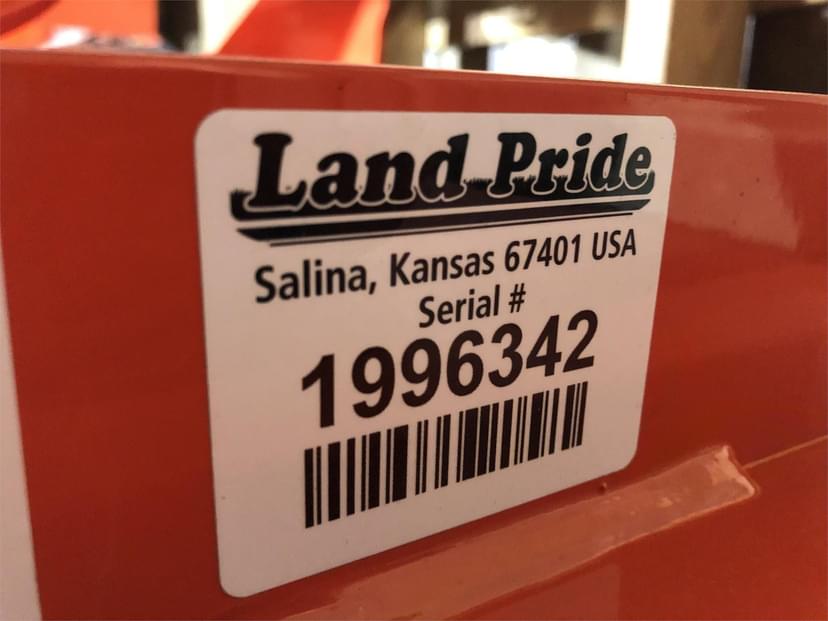 Land Pride
Salina, Kansas 67401 USA
Serial #
1996342